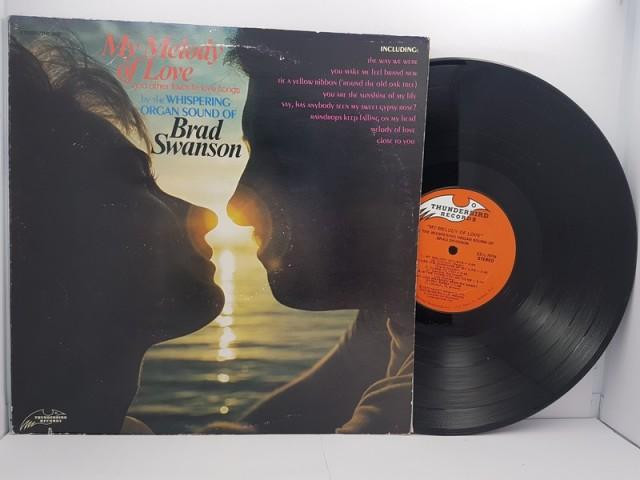 My Melody
of Love
and other favorite love songs
by the WHISPERING
ORGAN SOUND OF
Brad
Swanson
INCLUDING:
the way we were
you make me feel brand new
tie a yellow ribbon ('round the old oak tree)
you are the sunshine of my life
say, has anybody seen my sweet gypsy rose?
raindrops keep falling on my head
melody of love
close to you
THUNDERBIRD
RECORDS
THUNDERBIRD
RECORDS
"MY MELODY OF LOVE"
THE WHISPERING ORGAN SOUND OF
BRAD SWANSON
33⅓ RPM
STEREO